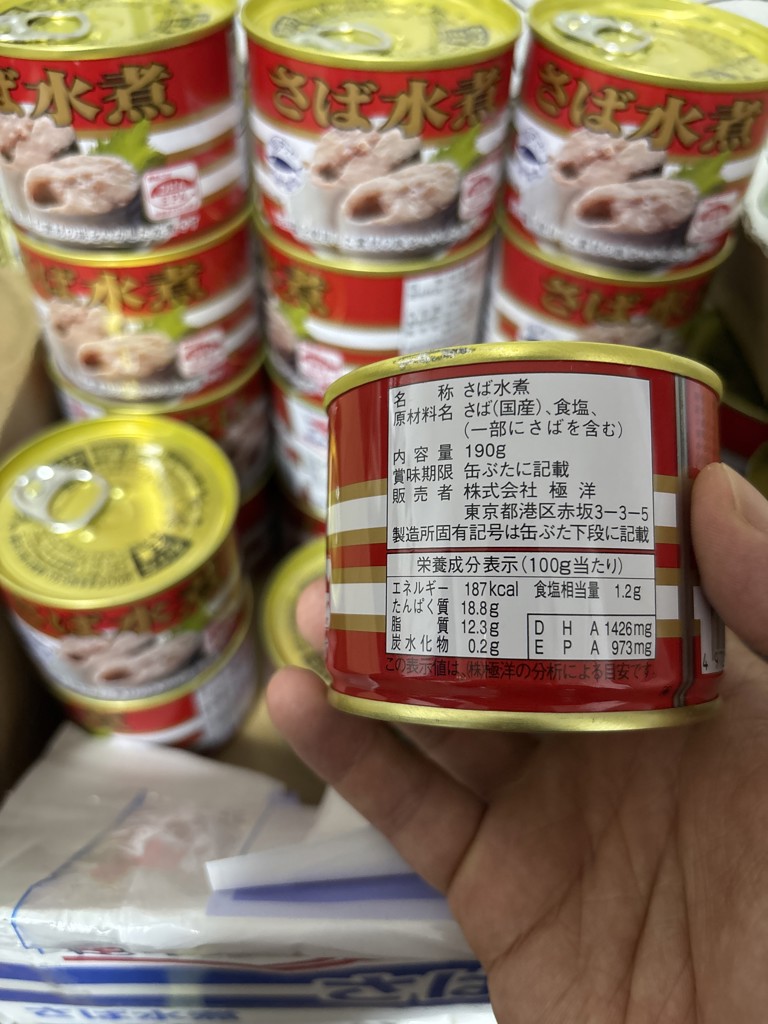 さば水煮
さば水煮
さば水煮
さば水煮
さば水煮
名称 さば水煮
原材料名 さば(国産)、食塩、
(一部にさばを含む)
内容量 190g
賞味期限 缶ぶたに記載
販売者 株式会社 極洋
東京都港区赤坂3-3-5
製造所固有記号は缶ぶた下段に記載
栄養成分表示(100g当たり)
エネルギー 187kcal 食塩相当量 1.2g
たんぱく質 18.8g
脂質 12.3g DHA 1426mg
炭水化物 0.2g EPA 973mg
この表示値は、(株)極洋の分析による目安です